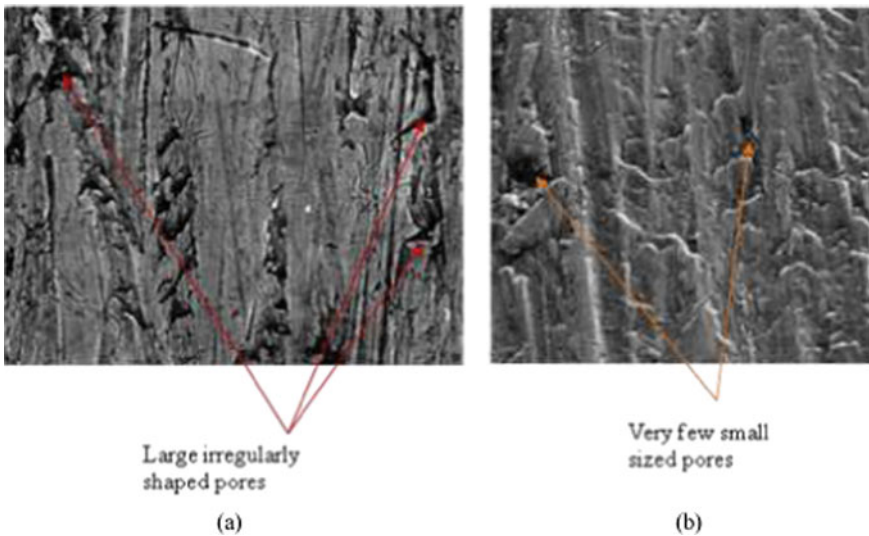 Large irregularly
shaped pores
Very few small
sized pores
(a)
(b)